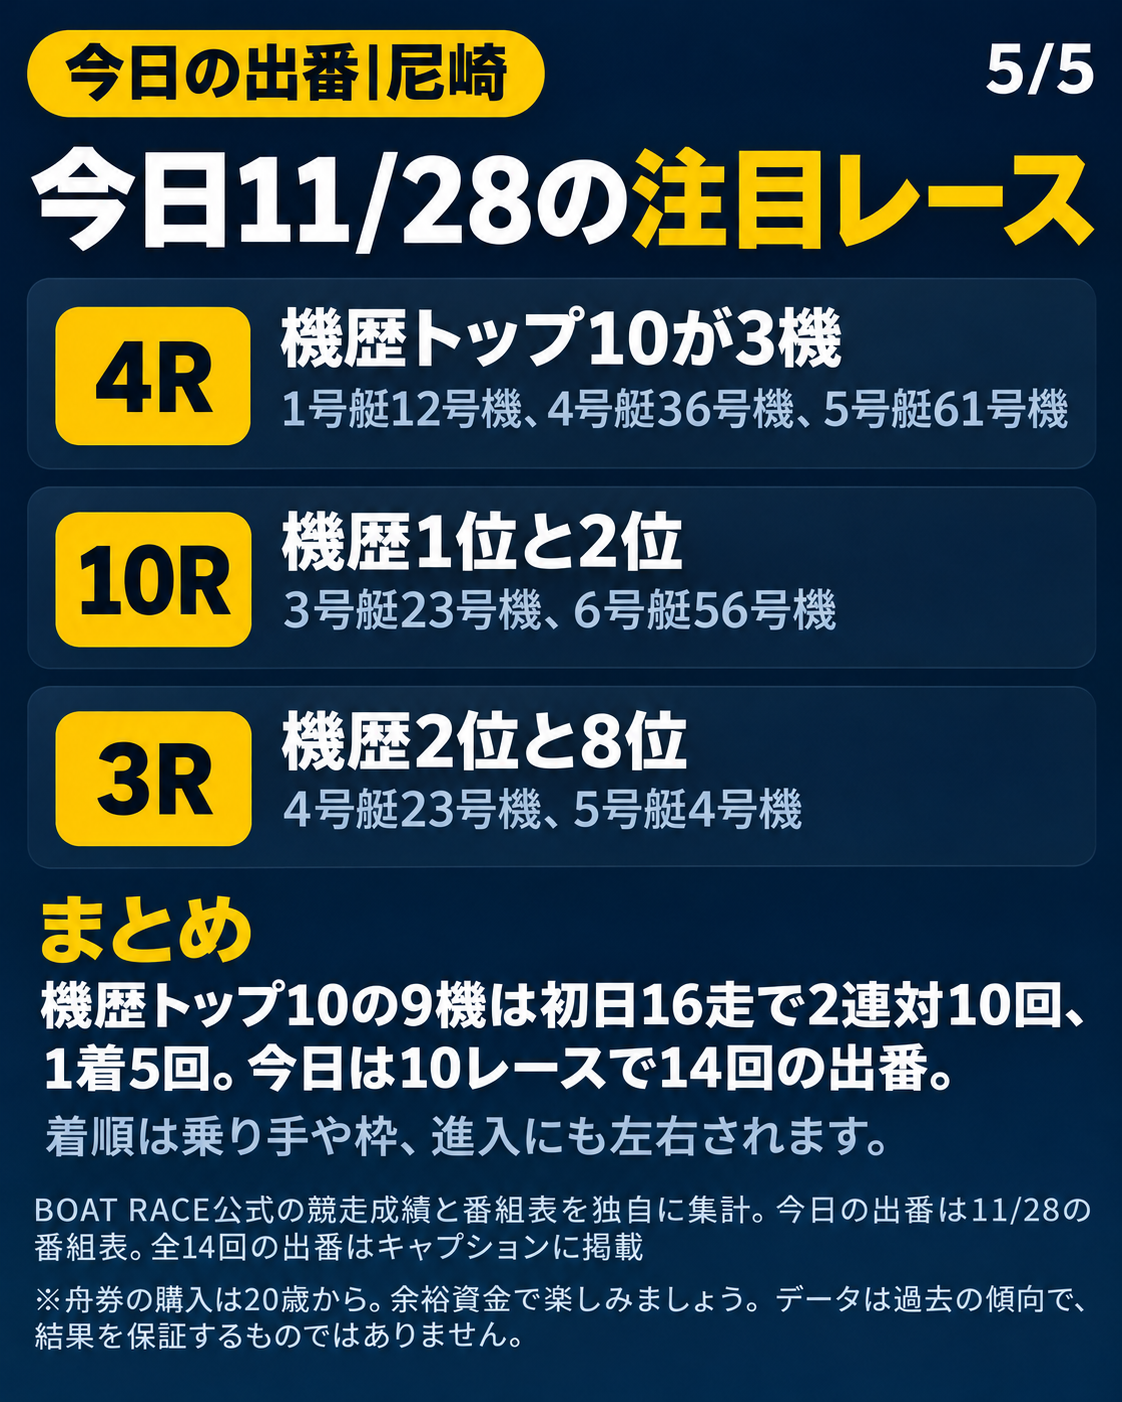 今日の出番|尼崎
5/5
今日11/28の注目レース
4R
機歴トップ10が3機
1号艇12号機、4号艇36号機、5号艇61号機
10R
機歴1位と2位
3号艇23号機、6号艇56号機
3R
機歴2位と8位
4号艇23号機、5号艇4号機
まとめ
機歴トップ10の9機は初日16走で2連対10回、
1着5回。今日は10レースで14回の出番。
着順は乗り手や枠、進入にも左右されます。
BOAT RACE公式の競走成績と番組表を独自に集計。今日の出番は11/28の
番組表。全14回の出番はキャプションに掲載
※舟券の購入は20歳から。余裕資金で楽しみましょう。データは過去の傾向で、
結果を保証するものではありません。